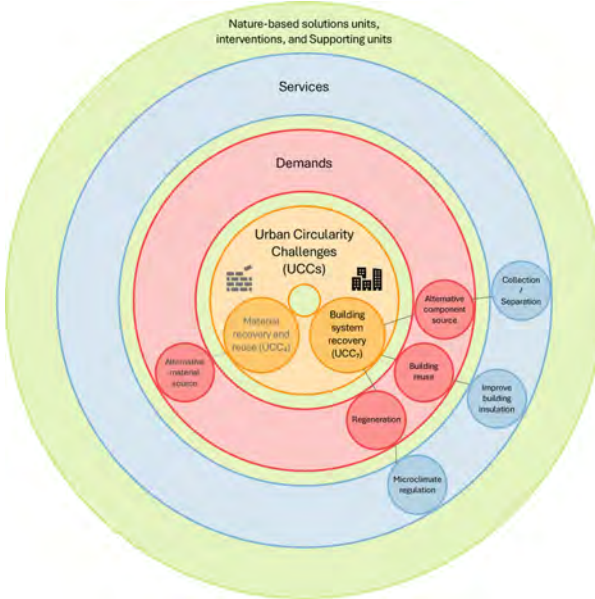 Nature-based solutions units,
interventions, and Supporting units
Services
Demands
Urban Circularity
Challenges
(UCCs)
Material
recovery and
reuse (UCC₄)
Building
system
recovery
(UCC₇)
Alternative
component
source
Collection
/
Separation
Alternative
material
source
Building
reuse
Improve
building
insulation
Regeneration
Microclimate
regulation